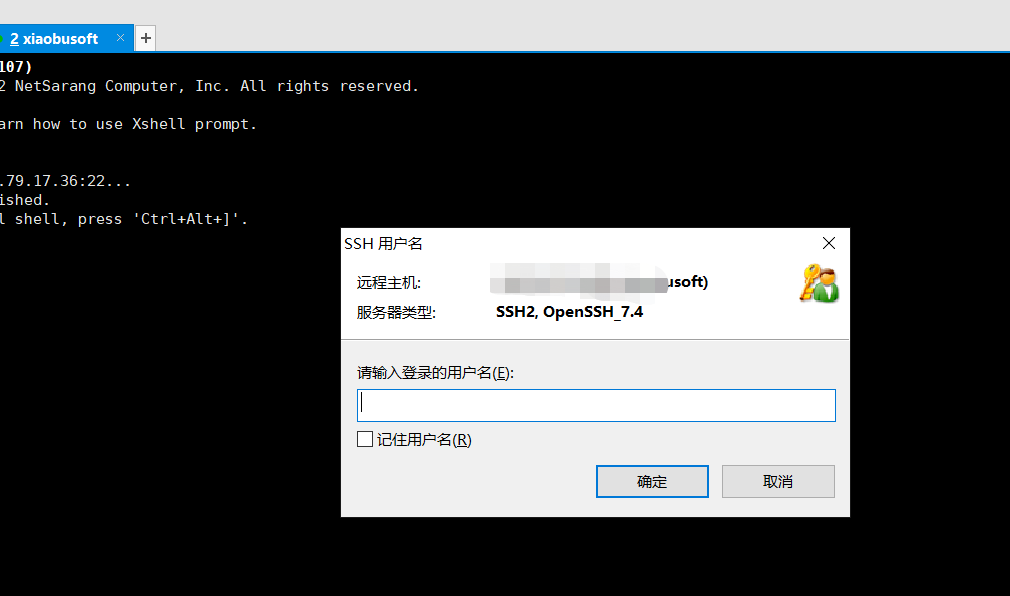 2 xiaobusoft
107)
2 NetSarang Computer, Inc. All rights reserved.
arn how to use Xshell prompt.
.79.17.36:22...
ished.
l shell, press 'Ctrl+Alt+]'.
SSH 用户名
远程主机: usoft)
服务器类型: SSH2, OpenSSH_7.4
请输入登录的用户名(E):
记住用户名(R)
确定 取消